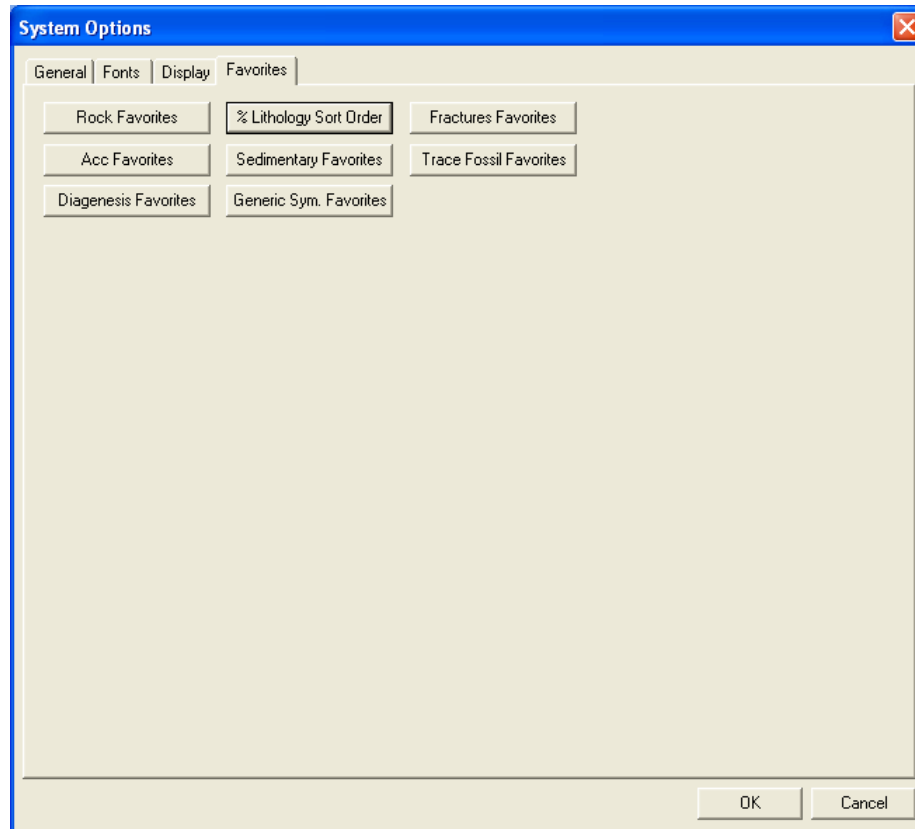 System Options
General Fonts Display Favorites
Rock Favorites % Lithology Sort Order Fractures Favorites
Acc Favorites Sedimentary Favorites Trace Fossil Favorites
Diagenesis Favorites Generic Sym. Favorites
OK Cancel